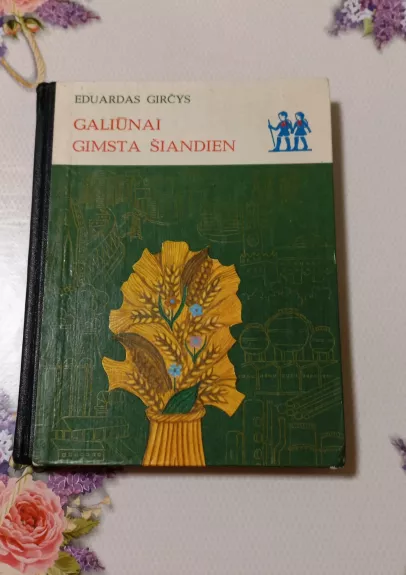 EDUARDAS GIRČYS
GALIŪNAI
GIMSTA ŠIANDIEN